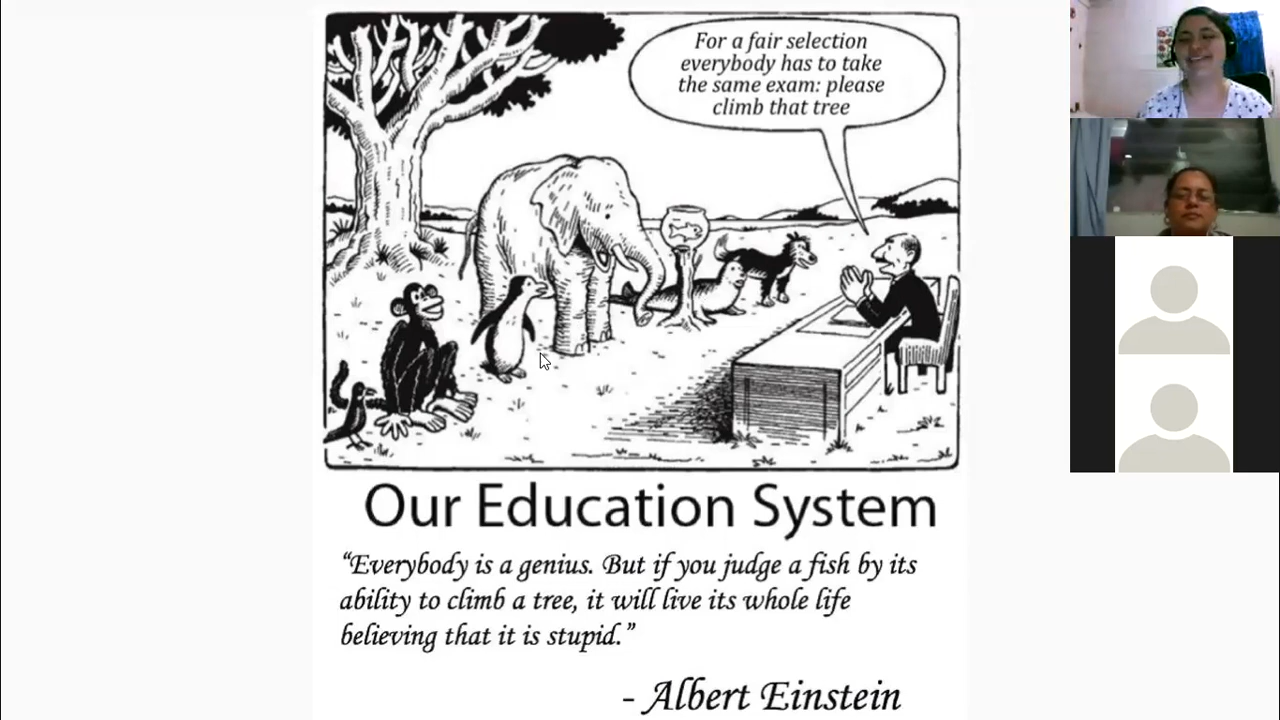 For a fair selection
everybody has to take
the same exam: please
climb that tree
Our Education System
“Everybody is a genius. But if you judge a fish by its
ability to climb a tree, it will live its whole life
believing that it is stupid.”
- Albert Einstein